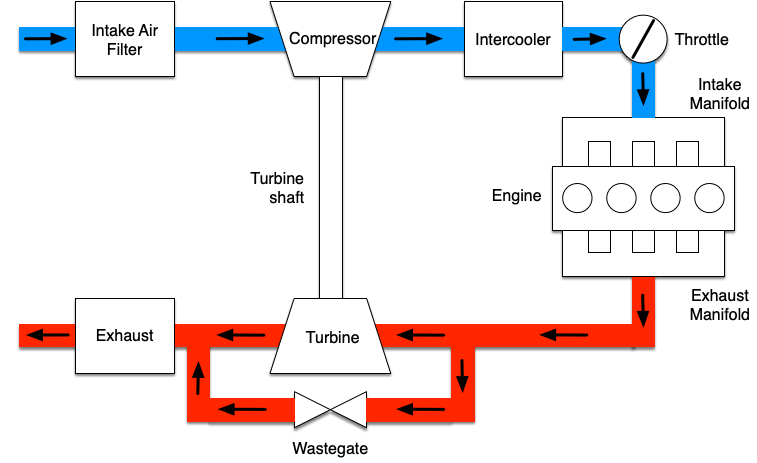 Intake Air
Filter
Compressor
Intercooler
Throttle
Intake
Manifold
Turbine
shaft
Engine
Exhaust
Manifold
Exhaust
Turbine
Wastegate